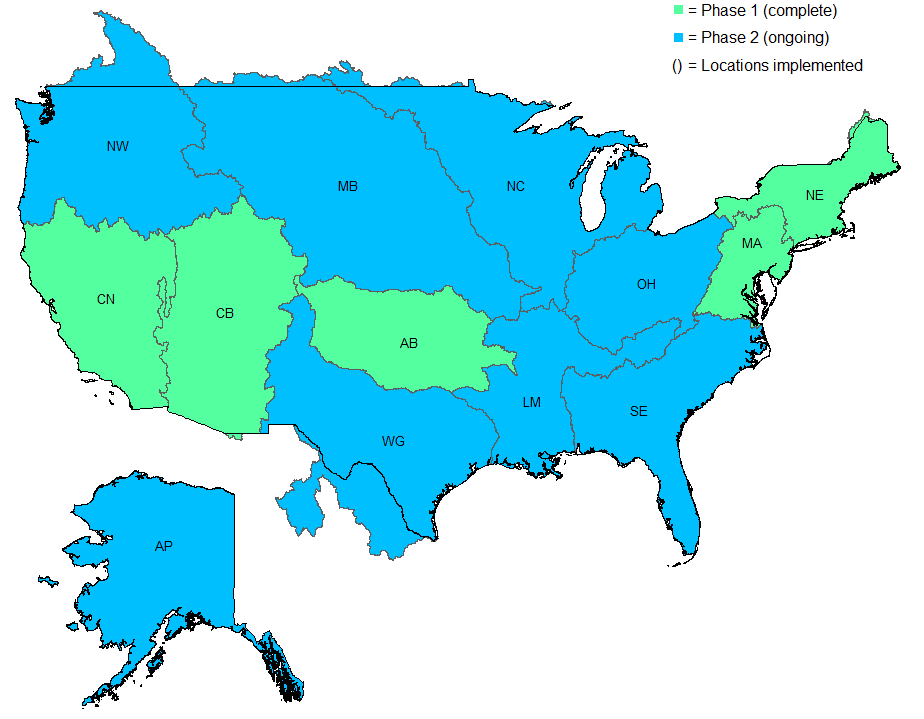 = Phase 1 (complete)
= Phase 2 (ongoing)
() = Locations implemented
NW
MB
NC
NE
MA
OH
CN
CB
AB
LM
SE
WG
AP